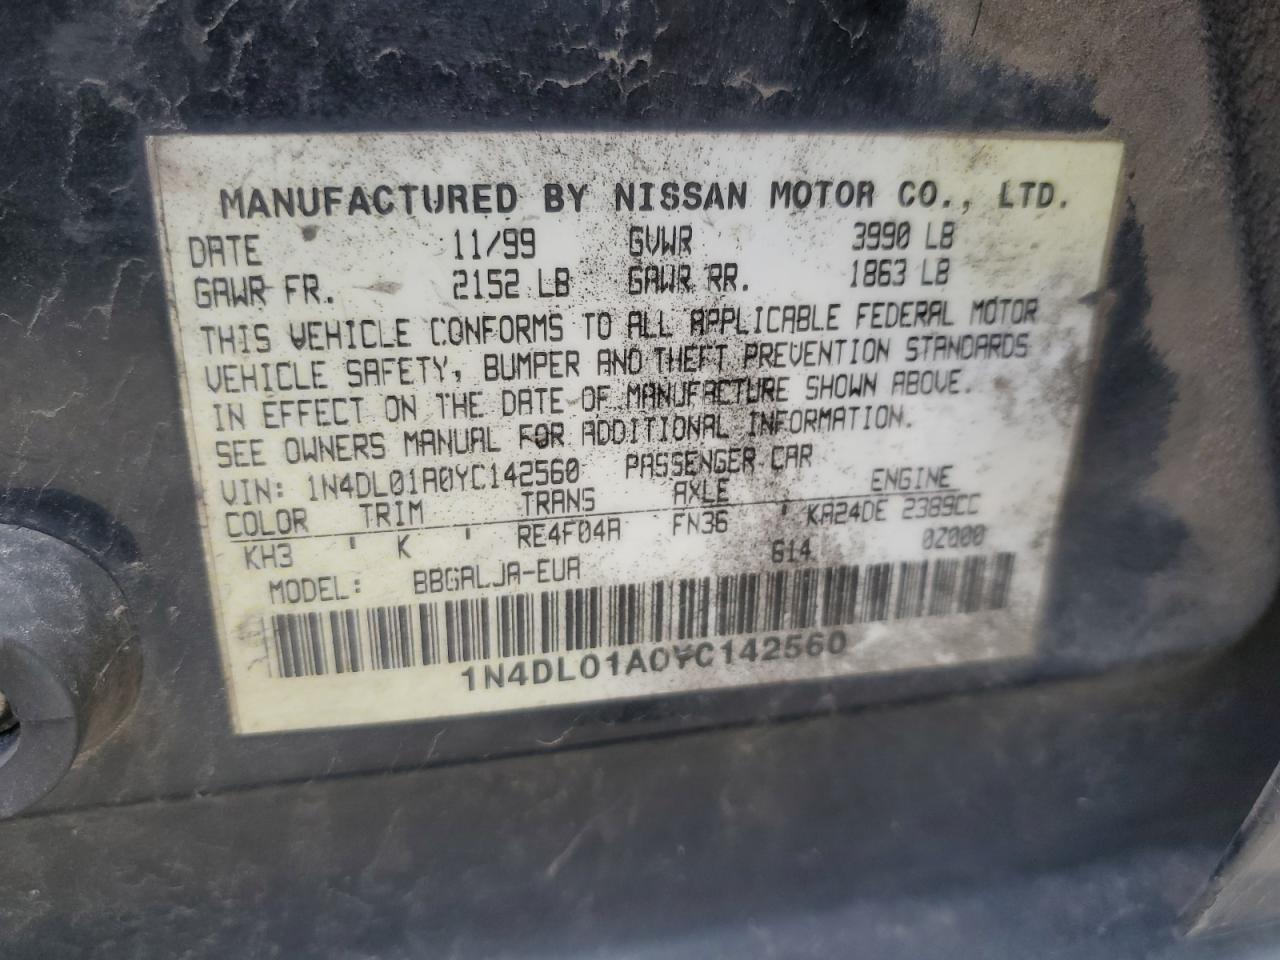 MANUFACTURED BY NISSAN MOTOR CO., LTD.
DATE 11/99 GVWR 3990 LB
GAWR FR. 2152 LB GAWR RR. 1863 LB
THIS VEHICLE CONFORMS TO ALL APPLICABLE FEDERAL MOTOR
VEHICLE SAFETY, BUMPER AND THEFT PREVENTION STANDARDS
IN EFFECT ON THE DATE OF MANUFACTURE SHOWN ABOVE.
SEE OWNERS MANUAL FOR ADDITIONAL INFORMATION.
VIN: 1N4DL01A0YC142560 PASSENGER CAR
COLOR TRIM TRANS AXLE ENGINE
KH3 ' K ' RE4F04A FN36 ' KA24DE 2389CC
MODEL: BBGALJA-EUA 614 0Z000
1N4DL01A0YC142560